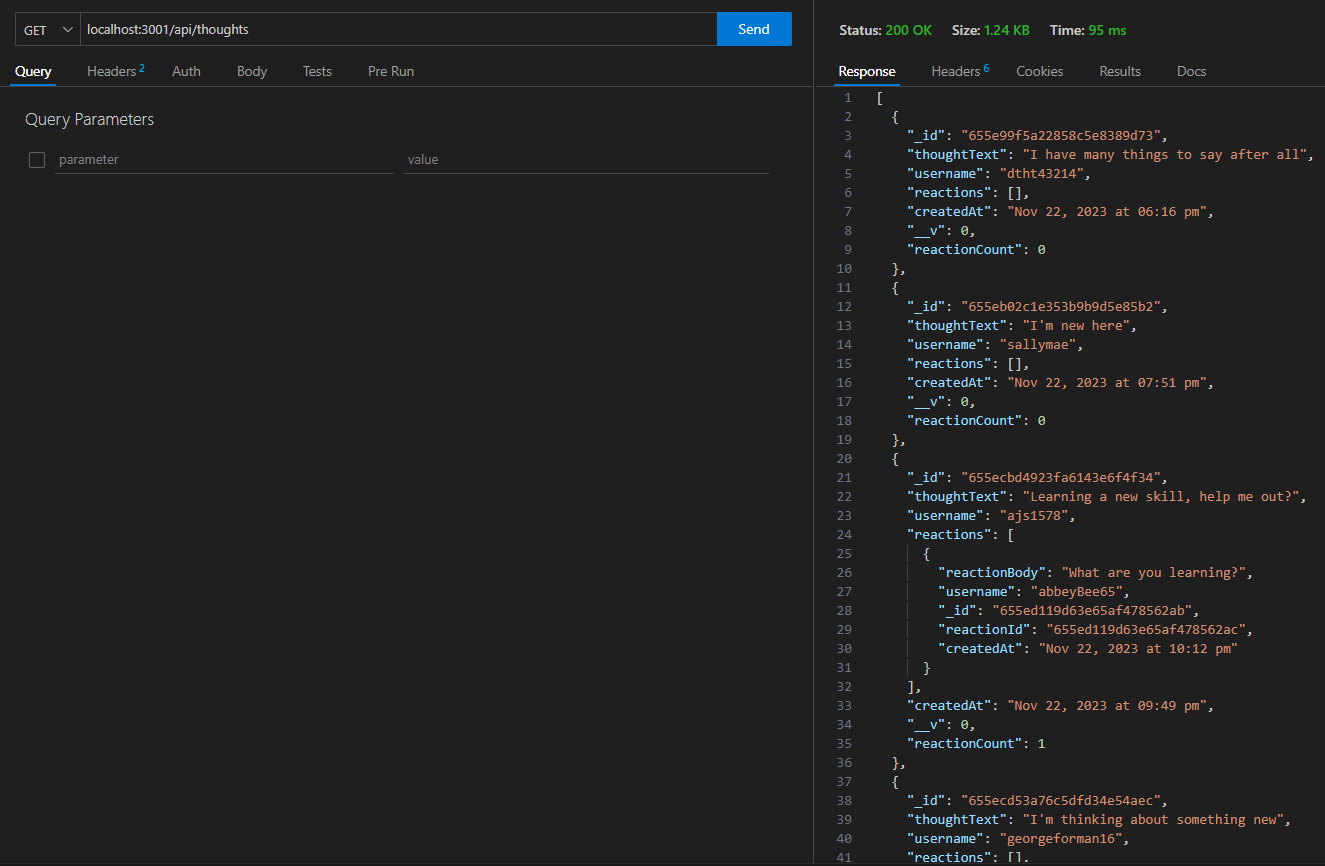 GET localhost:3001/api/thoughts Send
Query Headers 2 Auth Body Tests Pre Run
Query Parameters
parameter value
Status: 200 OK Size: 1.24 KB Time: 95 ms
Response Headers 6 Cookies Results Docs
1 [
2 {
3 "_id": "655e99f5a22858c5e8389d73",
4 "thoughtText": "I have many things to say after all",
5 "username": "dtht43214",
6 "reactions": [],
7 "createdAt": "Nov 22, 2023 at 06:16 pm",
8 "__v": 0,
9 "reactionCount": 0
10 },
11 {
12 "_id": "655eb02c1e353b9b9d5e85b2",
13 "thoughtText": "I'm new here",
14 "username": "sallymae",
15 "reactions": [],
16 "createdAt": "Nov 22, 2023 at 07:51 pm",
17 "__v": 0,
18 "reactionCount": 0
19 },
20 {
21 "_id": "655ecbd4923fa6143e6f4f34",
22 "thoughtText": "Learning a new skill, help me out?",
23 "username": "ajs1578",
24 "reactions": [
25 {
26 "reactionBody": "What are you learning?",
27 "username": "abbeyBee65",
28 "_id": "655ed119d63e65af478562ab",
29 "reactionId": "655ed119d63e65af478562ac",
30 "createdAt": "Nov 22, 2023 at 10:12 pm"
31 }
32 ],
33 "createdAt": "Nov 22, 2023 at 09:49 pm",
34 "__v": 0,
35 "reactionCount": 1
36 },
37 {
38 "_id": "655ecd53a76c5dfd34e54aec",
39 "thoughtText": "I'm thinking about something new",
40 "username": "georgeforman16",
41 "reactions": [],